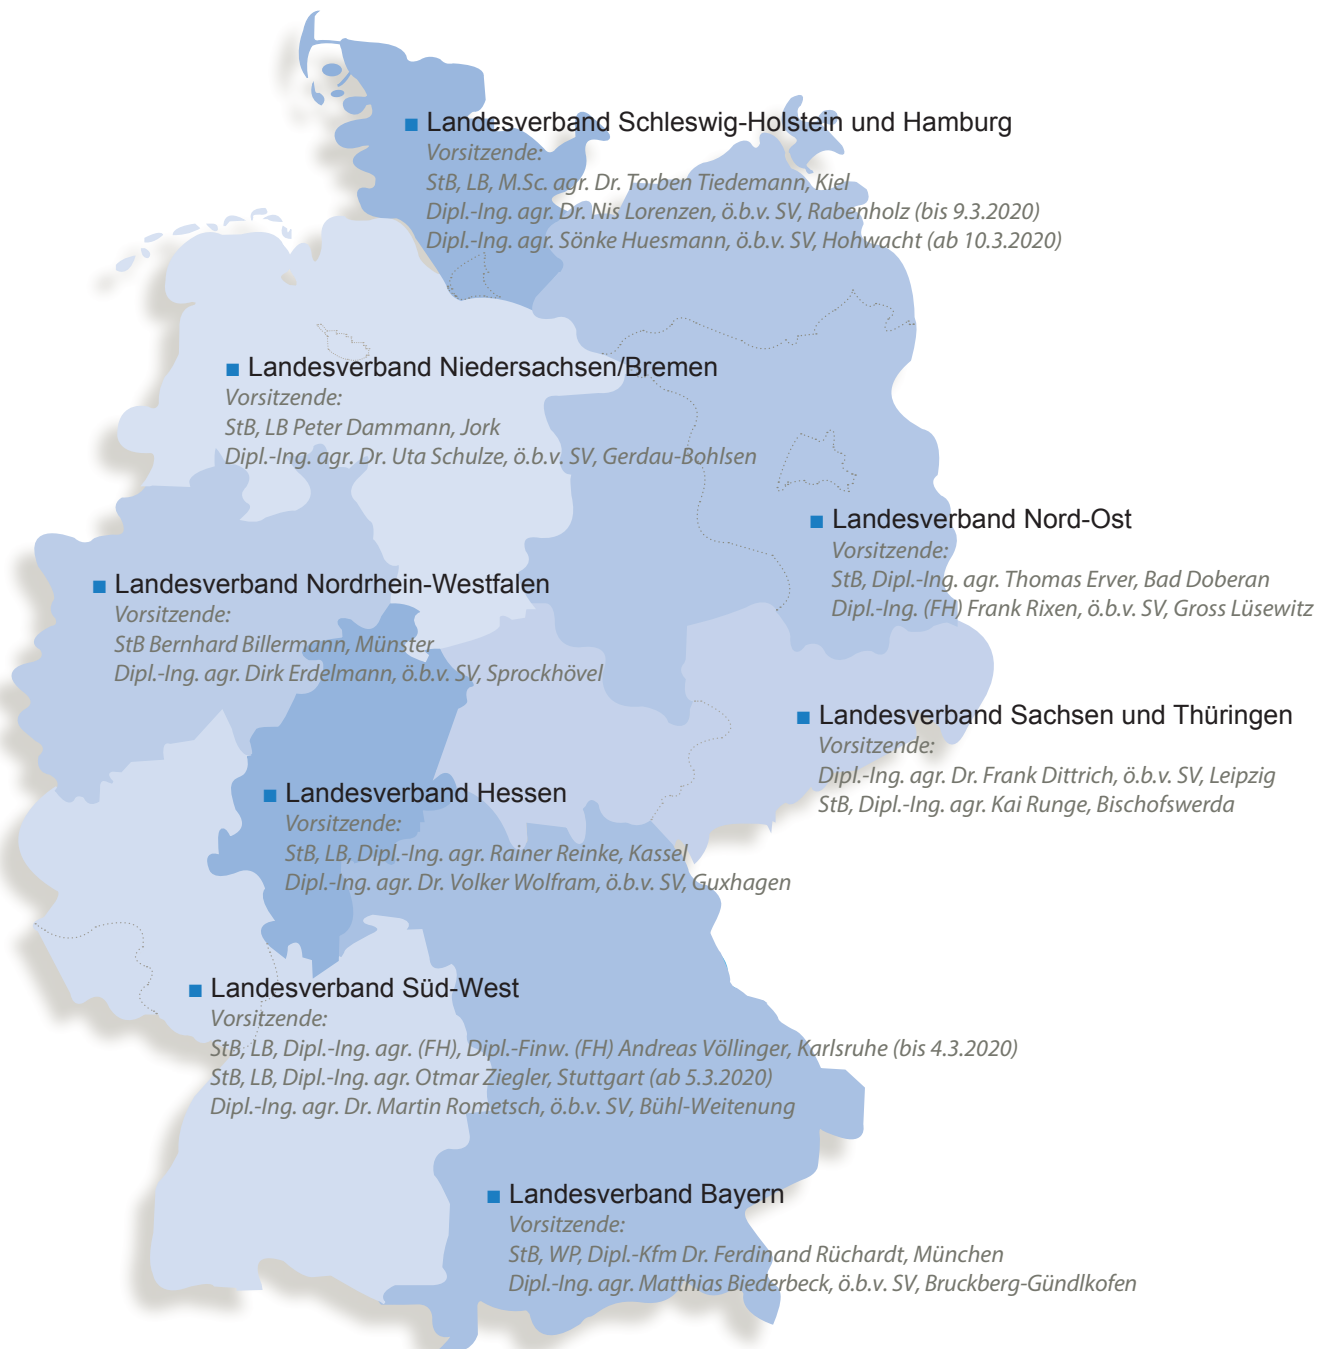 ■ Landesverband Schleswig-Holstein und Hamburg
Vorsitzende:
StB, LB, M.Sc. agr. Dr. Torben Tiedemann, Kiel
Dipl.-Ing. agr. Dr. Nis Lorenzen, ö.b.v. SV, Rabenholz (bis 9.3.2020)
Dipl.-Ing. agr. Sönke Huesmann, ö.b.v. SV, Hohwacht (ab 10.3.2020)
■ Landesverband Niedersachsen/Bremen
Vorsitzende:
StB, LB Peter Dammann, Jork
Dipl.-Ing. agr. Dr. Uta Schulze, ö.b.v. SV, Gerdau-Bohlsen
■ Landesverband Nord-Ost
Vorsitzende:
StB, Dipl.-Ing. agr. Thomas Erver, Bad Doberan
Dipl.-Ing. (FH) Frank Rixen, ö.b.v. SV, Gross Lüsewitz
■ Landesverband Nordrhein-Westfalen
Vorsitzende:
StB Bernhard Billermann, Münster
Dipl.-Ing. agr. Dirk Erdelmann, ö.b.v. SV, Sprockhövel
■ Landesverband Sachsen und Thüringen
Vorsitzende:
Dipl.-Ing. agr. Dr. Frank Dittrich, ö.b.v. SV, Leipzig
StB, Dipl.-Ing. agr. Kai Runge, Bischofswerda
■ Landesverband Hessen
Vorsitzende:
StB, LB, Dipl.-Ing. agr. Rainer Reinke, Kassel
Dipl.-Ing. agr. Dr. Volker Wolfram, ö.b.v. SV, Guxhagen
■ Landesverband Süd-West
Vorsitzende:
StB, LB, Dipl.-Ing. agr. (FH), Dipl.-Finw. (FH) Andreas Völlinger, Karlsruhe (bis 4.3.2020)
StB, LB, Dipl.-Ing. agr. Otmar Ziegler, Stuttgart (ab 5.3.2020)
Dipl.-Ing. agr. Dr. Martin Rometsch, ö.b.v. SV, Bühl-Weitenung
■ Landesverband Bayern
Vorsitzende:
StB, WP, Dipl.-Kfm Dr. Ferdinand Rüchardt, München
Dipl.-Ing. agr. Matthias Biederbeck, ö.b.v. SV, Bruckberg-Gündlkofen